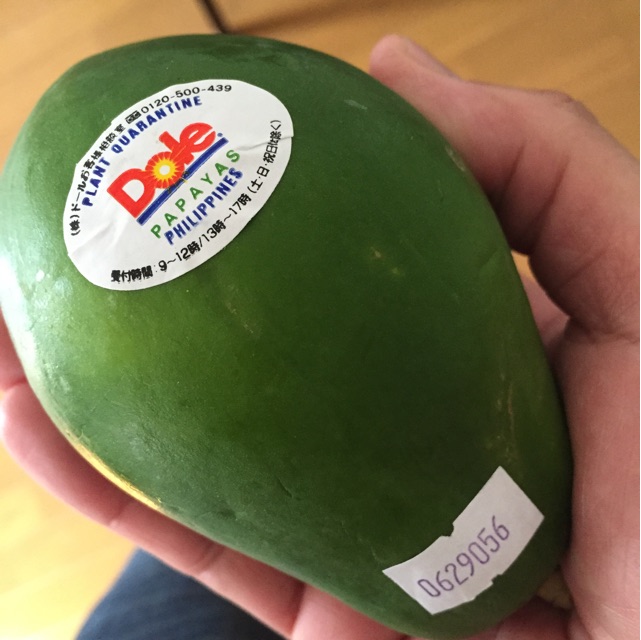 (株)ドールお客様相談室 0120-500-439
PLANT QUARANTINE
Dole
PAPAYAS
PHILIPPINES
受付時間:9~12時/13時~17時(土・日・祝日は除く)
0629056